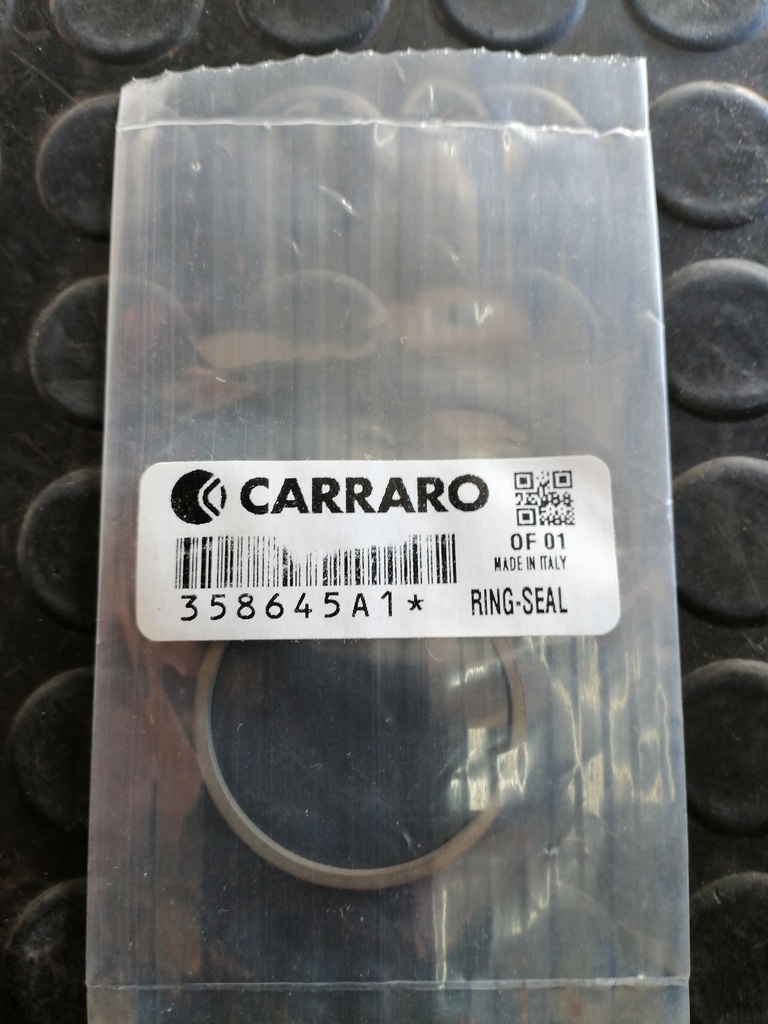 CARRARO
OF 01
MADE IN ITALY
358645A1*
RING-SEAL